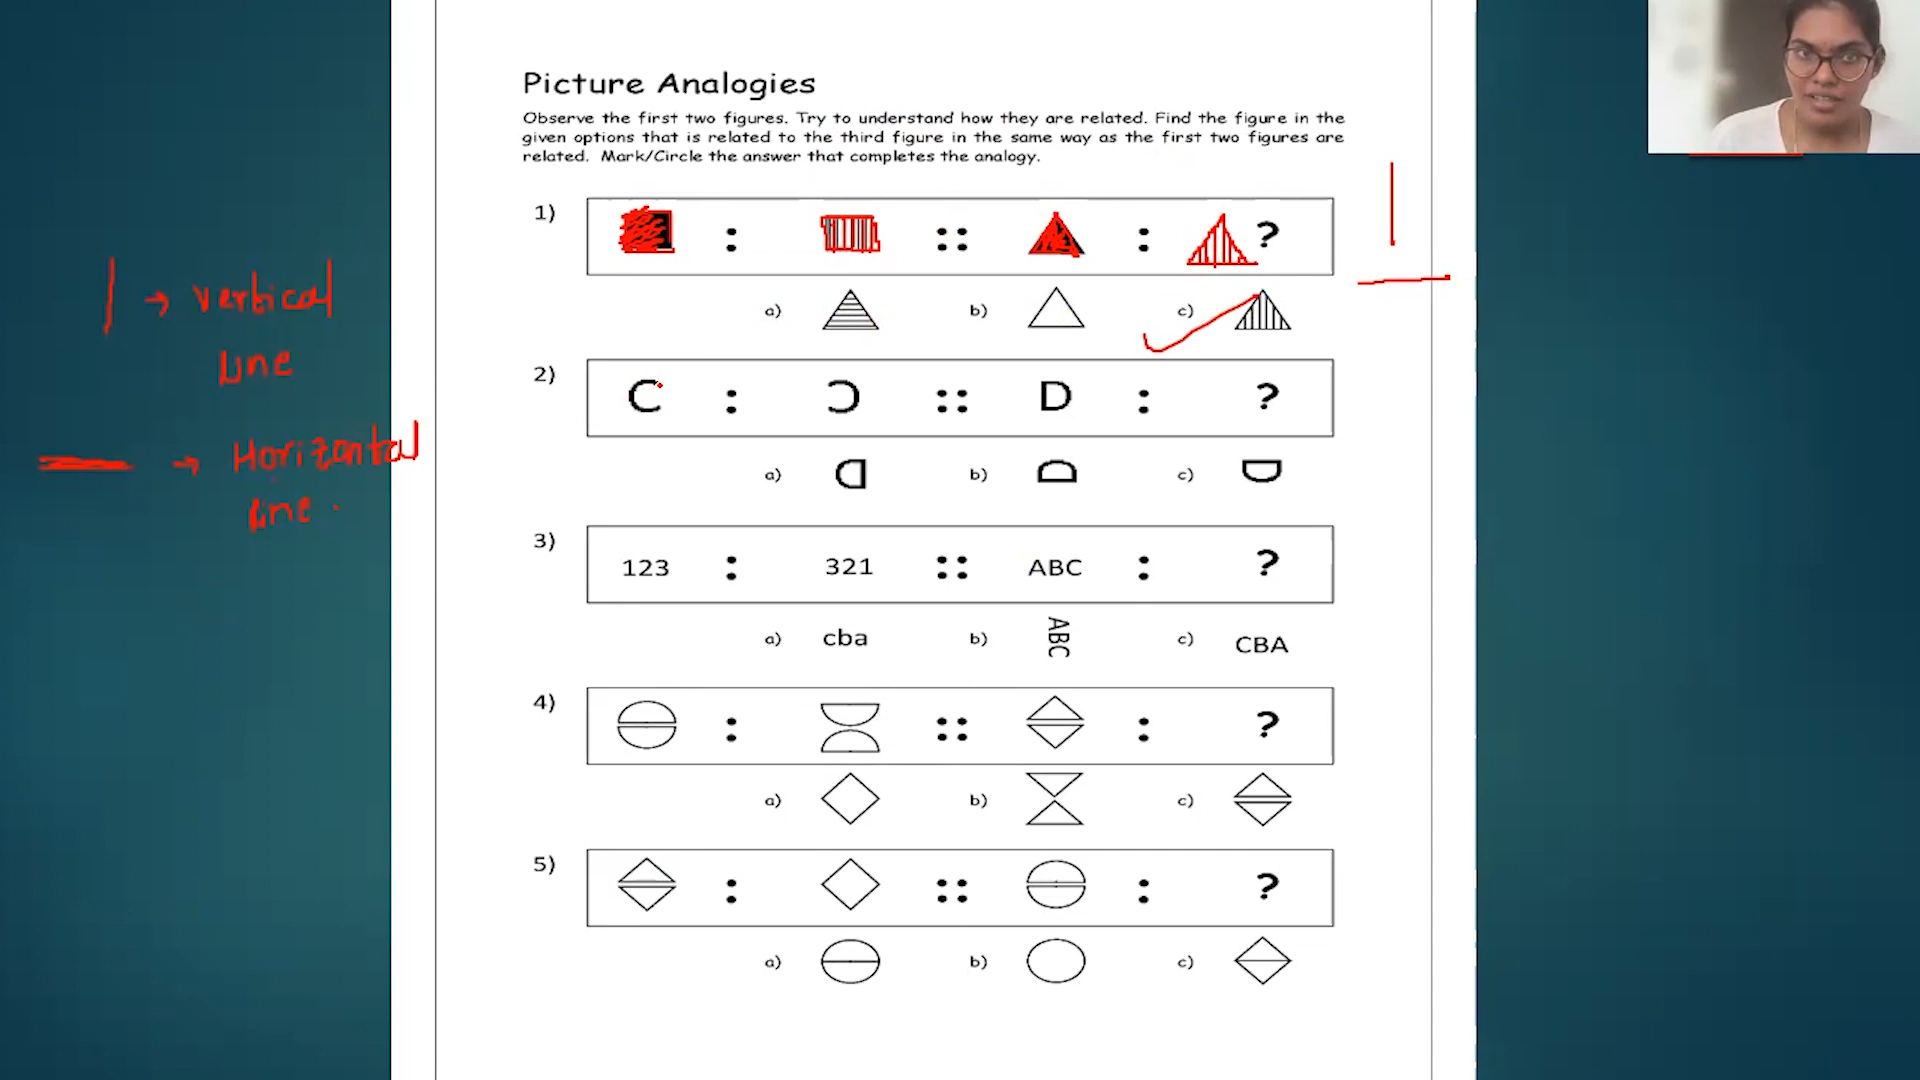 Picture Analogies
Observe the first two figures. Try to understand how they are related. Find the figure in the
given options that is related to the third figure in the same way as the first two figures are
related. Mark/Circle the answer that completes the analogy.
1) : :: : ?
a) b) c)
2) C : Ɔ :: D : ?
a) b) c)
3) 123 : 321 :: ABC : ?
a) cba b) ABC c) CBA
4) : :: : ?
a) b) c)
5) : :: : ?
a) b) c)
→ vertical
Line
→ Horizontal
Line .